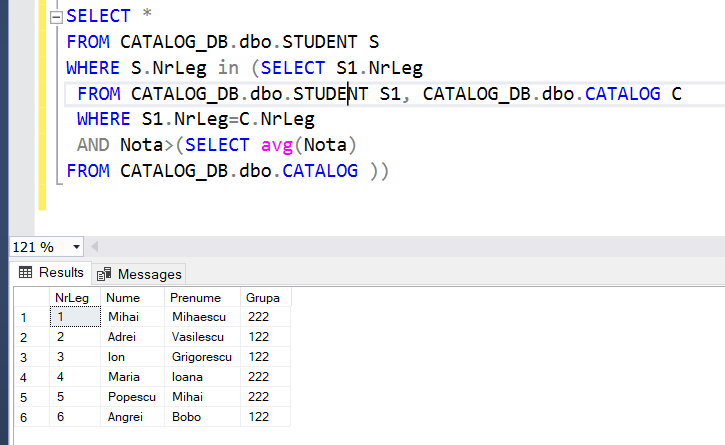 SELECT *
FROM CATALOG_DB.dbo.STUDENT S
WHERE S.NrLeg in (SELECT S1.NrLeg
FROM CATALOG_DB.dbo.STUDENT S1, CATALOG_DB.dbo.CATALOG C
WHERE S1.NrLeg=C.NrLeg
AND Nota>(SELECT avg(Nota)
FROM CATALOG_DB.dbo.CATALOG ))
121 %
Results Messages
NrLeg Nume Prenume Grupa
1 1 Mihai Mihaescu 222
2 2 Adrei Vasilescu 122
3 3 Ion Grigorescu 122
4 4 Maria Ioana 222
5 5 Popescu Mihai 222
6 6 Angrei Bobo 122